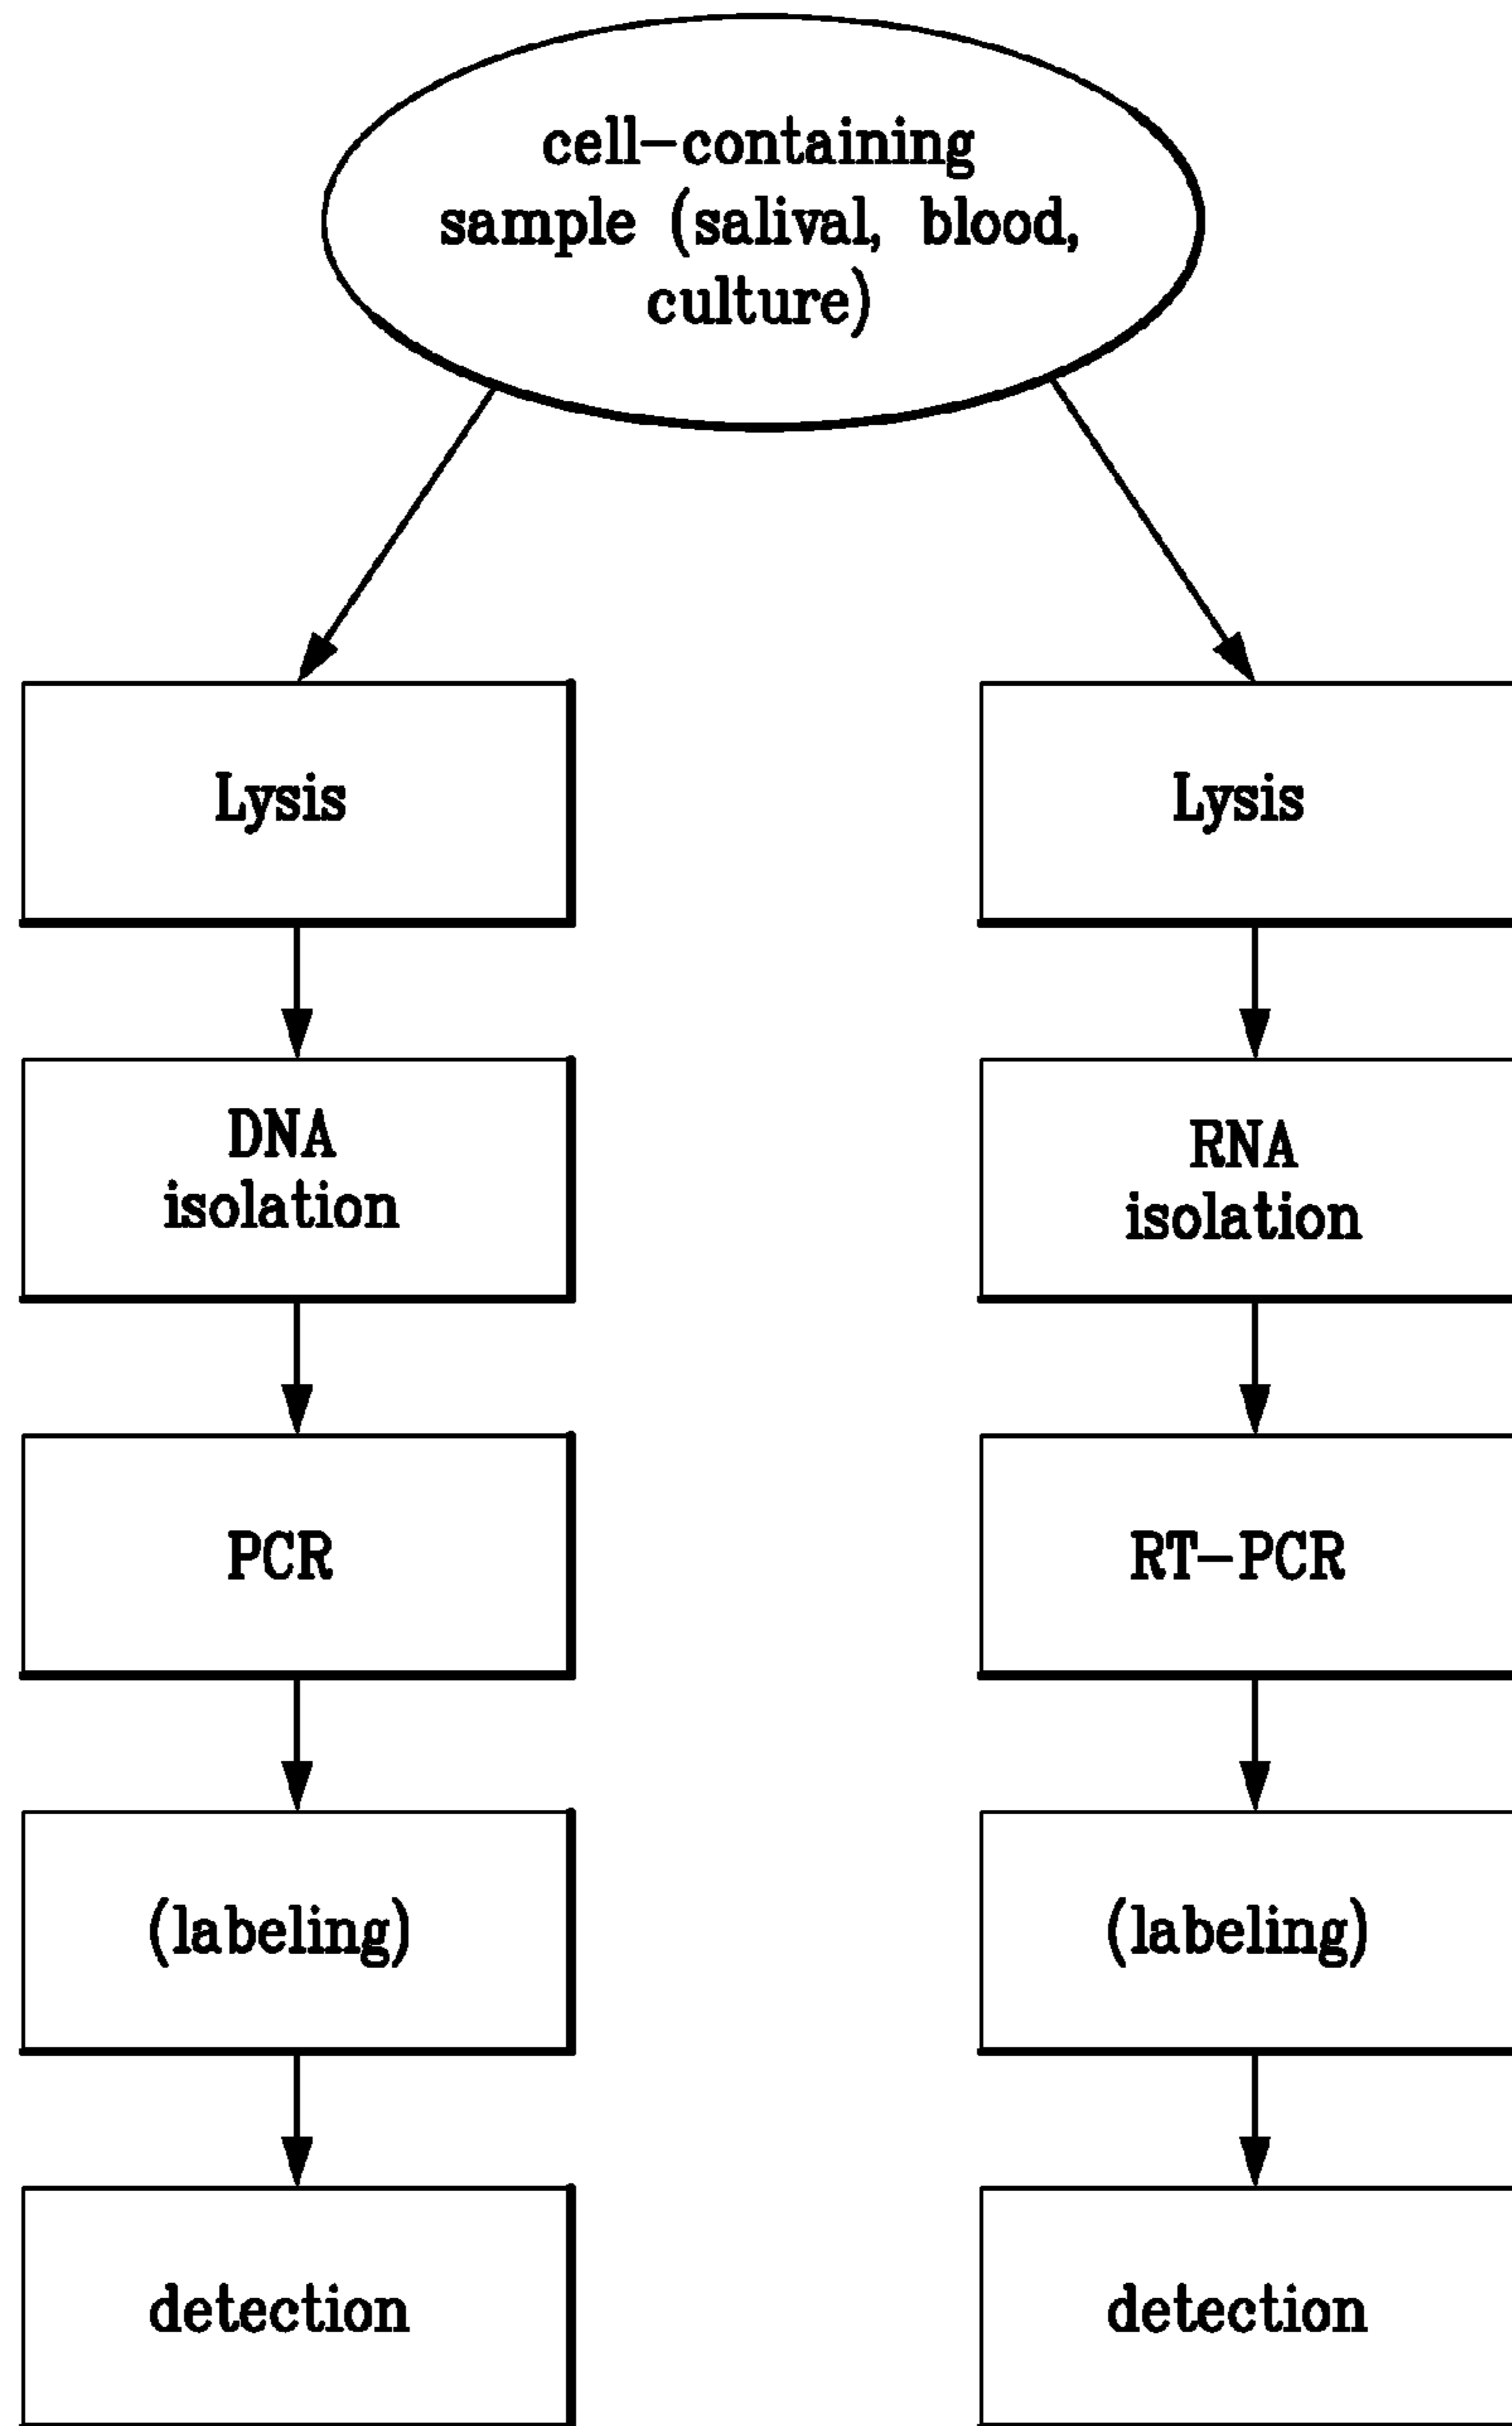 cell-containing
sample (salival, blood,
culture)
Lysis
DNA
isolation
PCR
(labeling)
detection
Lysis
RNA
isolation
RT-PCR
(labeling)
detection